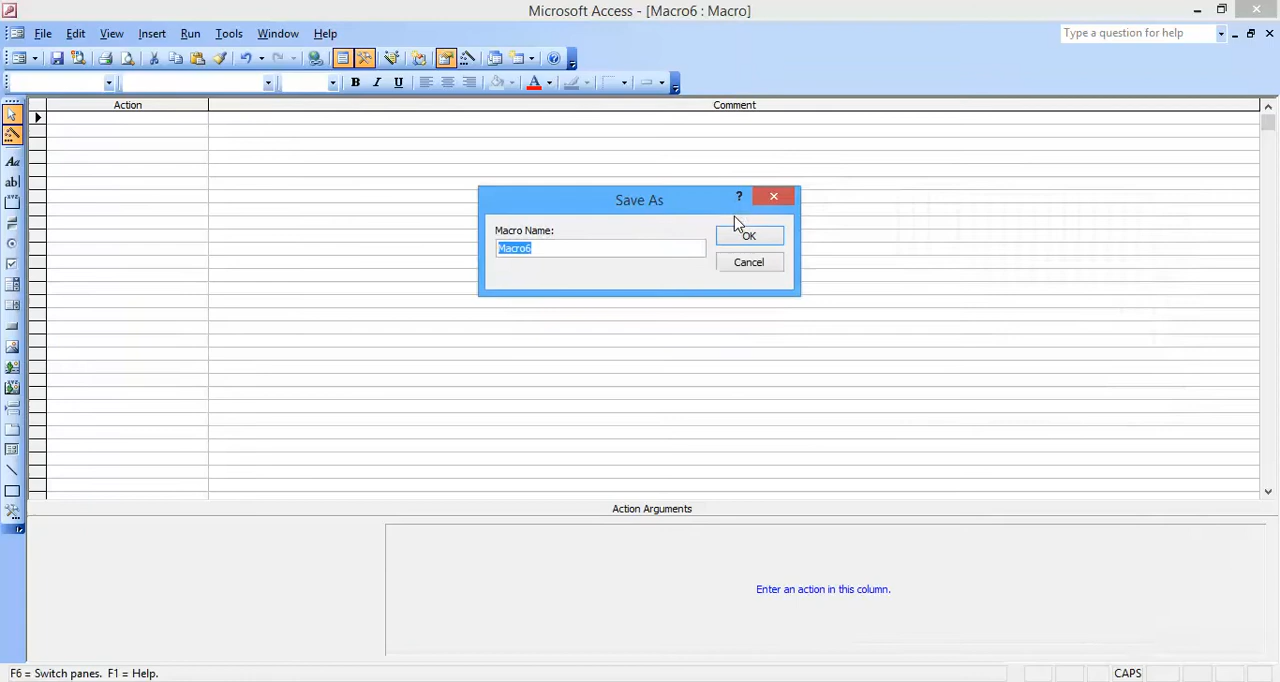 Microsoft Access - [Macro6 : Macro]
File Edit View Insert Run Tools Window Help Type a question for help
B I U A
Action Comment
Aa
ab|
Save As ?
Macro Name:
Macro6
OK
Cancel
Action Arguments
Enter an action in this column.
F6 = Switch panes. F1 = Help. CAPS